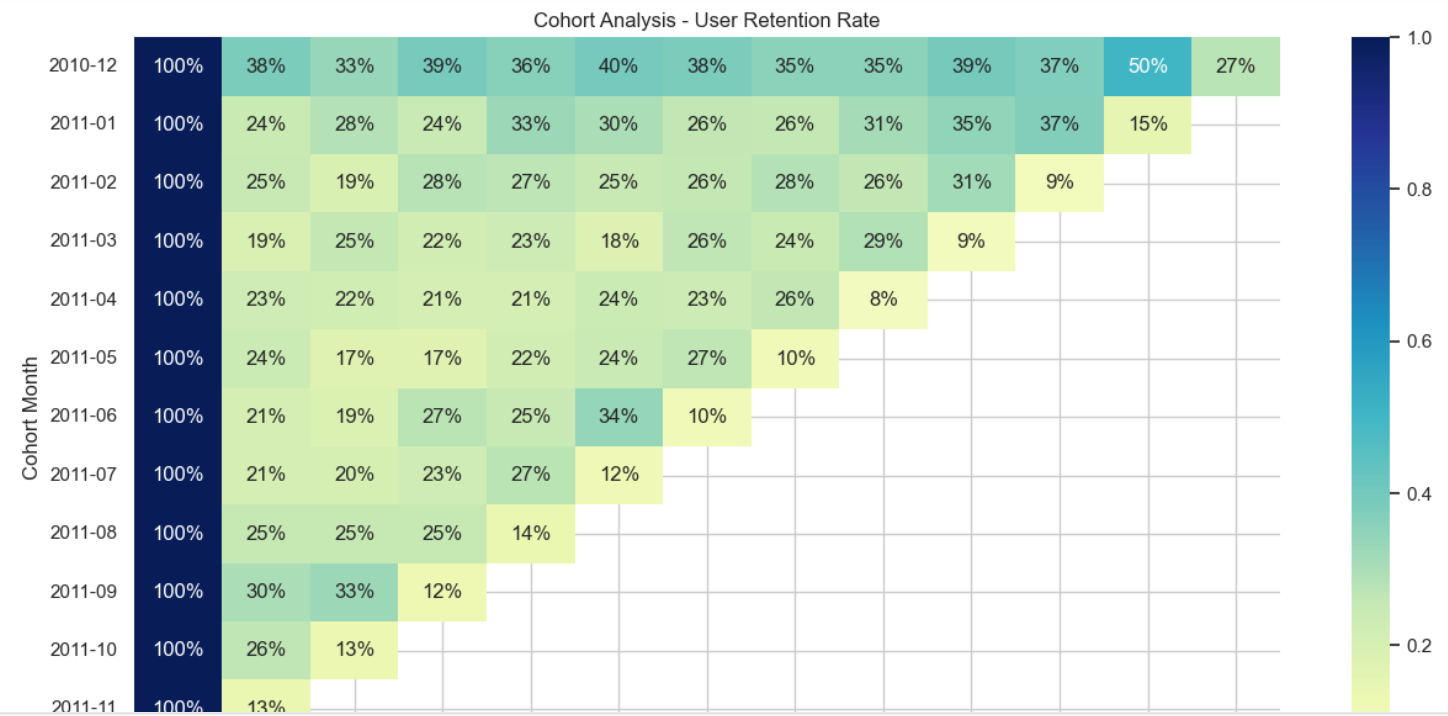 Cohort Analysis - User Retention Rate
2010-12 100% 38% 33% 39% 36% 40% 38% 35% 35% 39% 37% 50% 27%
2011-01 100% 24% 28% 24% 33% 30% 26% 26% 31% 35% 37% 15%
2011-02 100% 25% 19% 28% 27% 25% 26% 28% 26% 31% 9%
2011-03 100% 19% 25% 22% 23% 18% 26% 24% 29% 9%
2011-04 100% 23% 22% 21% 21% 24% 23% 26% 8%
2011-05 100% 24% 17% 17% 22% 24% 27% 10%
2011-06 100% 21% 19% 27% 25% 34% 10%
2011-07 100% 21% 20% 23% 27% 12%
2011-08 100% 25% 25% 25% 14%
2011-09 100% 30% 33% 12%
2011-10 100% 26% 13%
2011-11 100% 13%
Cohort Month
1.0
0.8
0.6
0.4
0.2